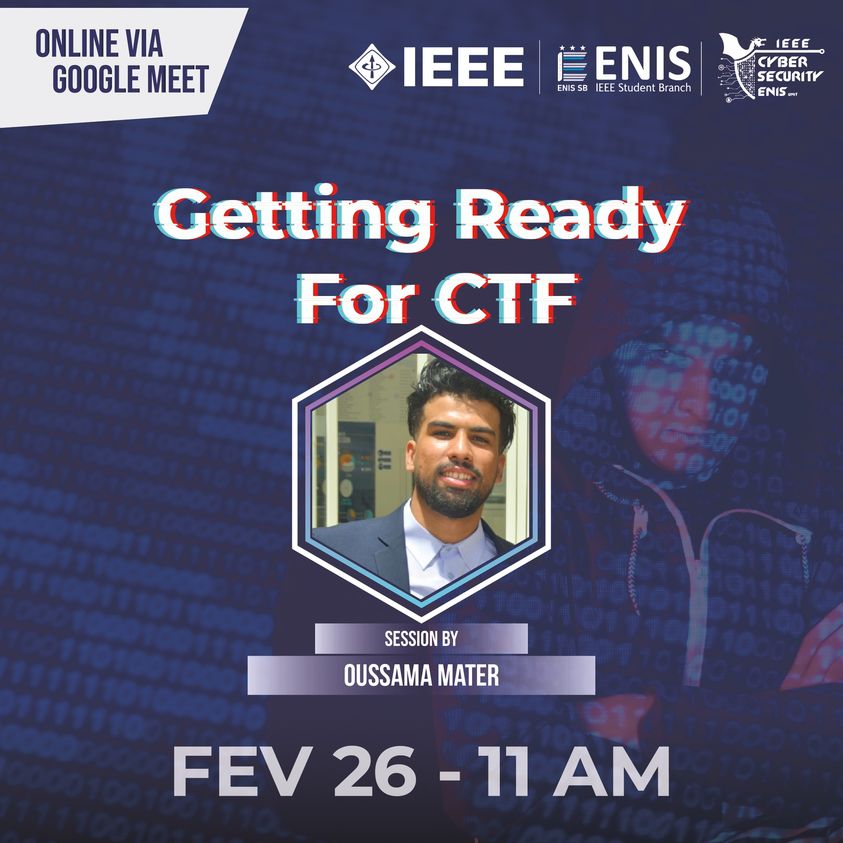 ONLINE VIA
GOOGLE MEET
IEEE
ENIS SB
ENIS
IEEE Student Branch
IEEE
CYBER
SECURITY
ENIS
Getting Ready
For CTF
SESSION BY
OUSSAMA MATER
FEV 26 - 11 AM